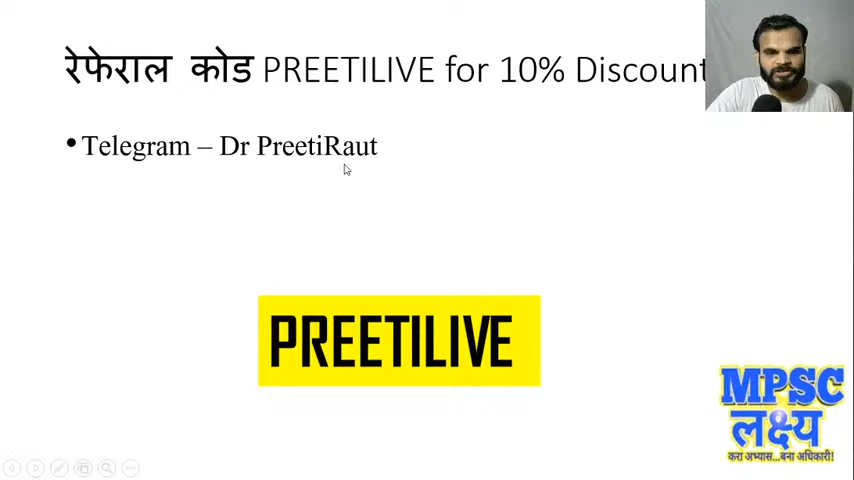 रेफेराल कोड PREETILIVE for 10% Discount
• Telegram – Dr PreetiRaut
PREETILIVE
MPSC
लक्ष्य
करा अभ्यास...बना अधिकारी!